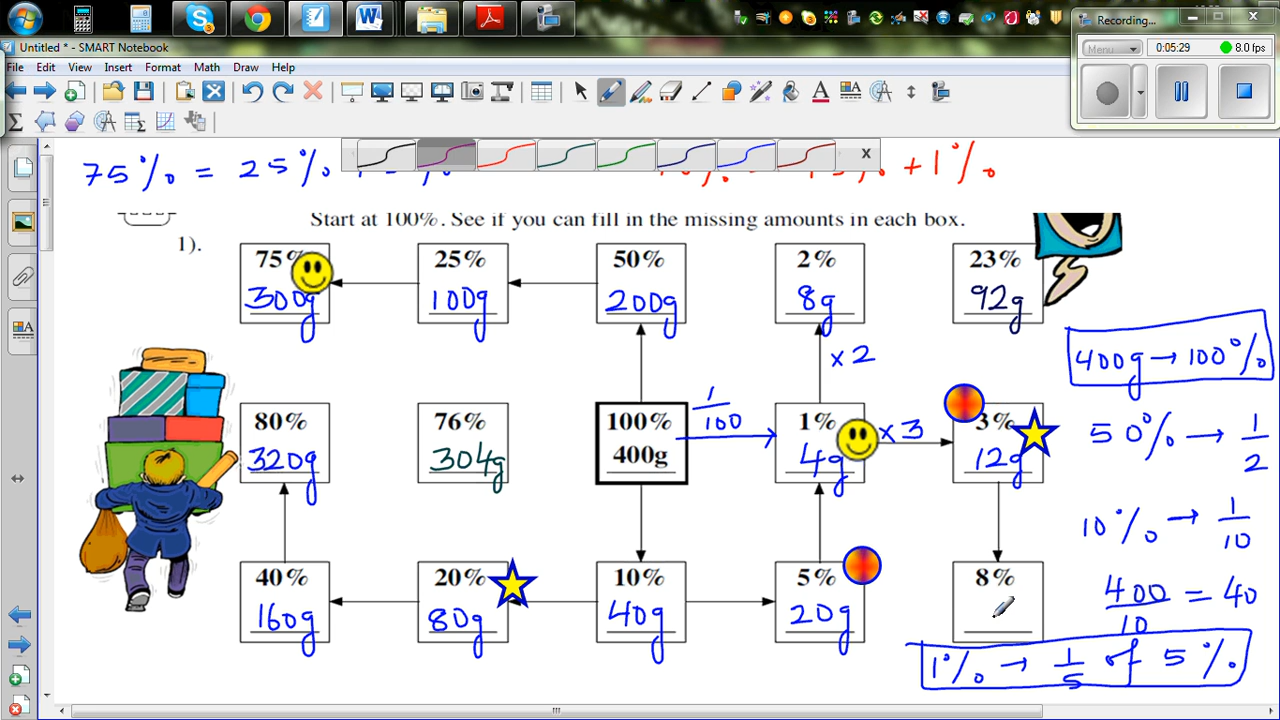 Recording...
Untitled * - SMART Notebook
Menu
0:05:29
8.0 fps
File Edit View Insert Format Math Draw Help
75% = 25%
+1%
Start at 100%. See if you can fill in the missing amounts in each box.
1).
75% 25% 50% 2% 23%
300g 100g 200g 8g 92g
×2
400g → 100%
80% 76% 100% 1/100 1% ×3 3%
320g 304g 400g 4g 12g
50% → 1/2
10% → 1/10
40% 20% 10% 5% 8%
160g 80g 40g 20g
400/10 = 40
1% → 1/5 of 5%